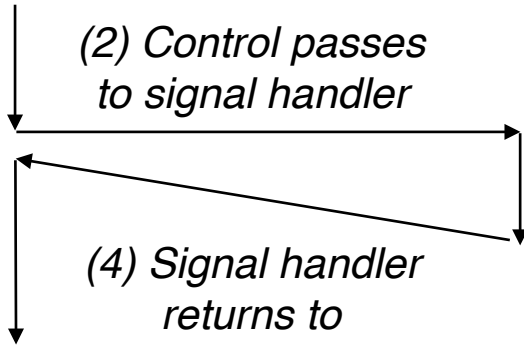 (2) Control passes
to signal handler
(4) Signal handler
returns to